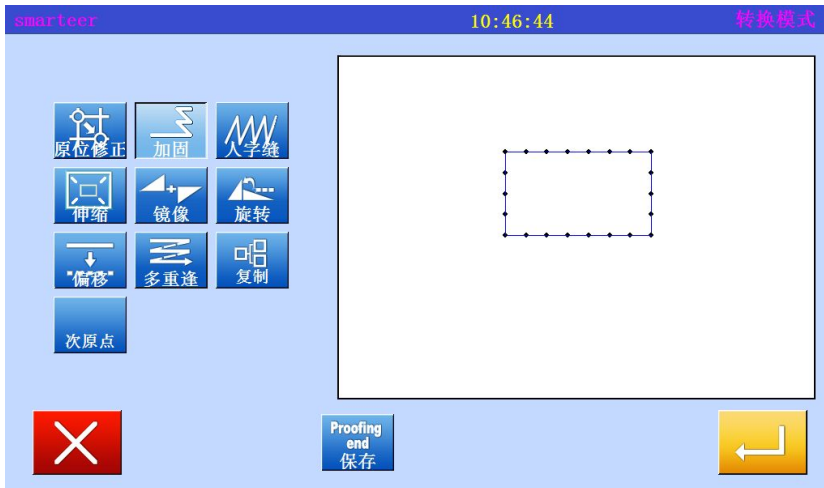 smarteer 10:46:44 转换模式
原位修正 加固 人字缝
伸缩 镜像 旋转
"偏移" 多重逢 复制
次原点
Proofing
end
保存